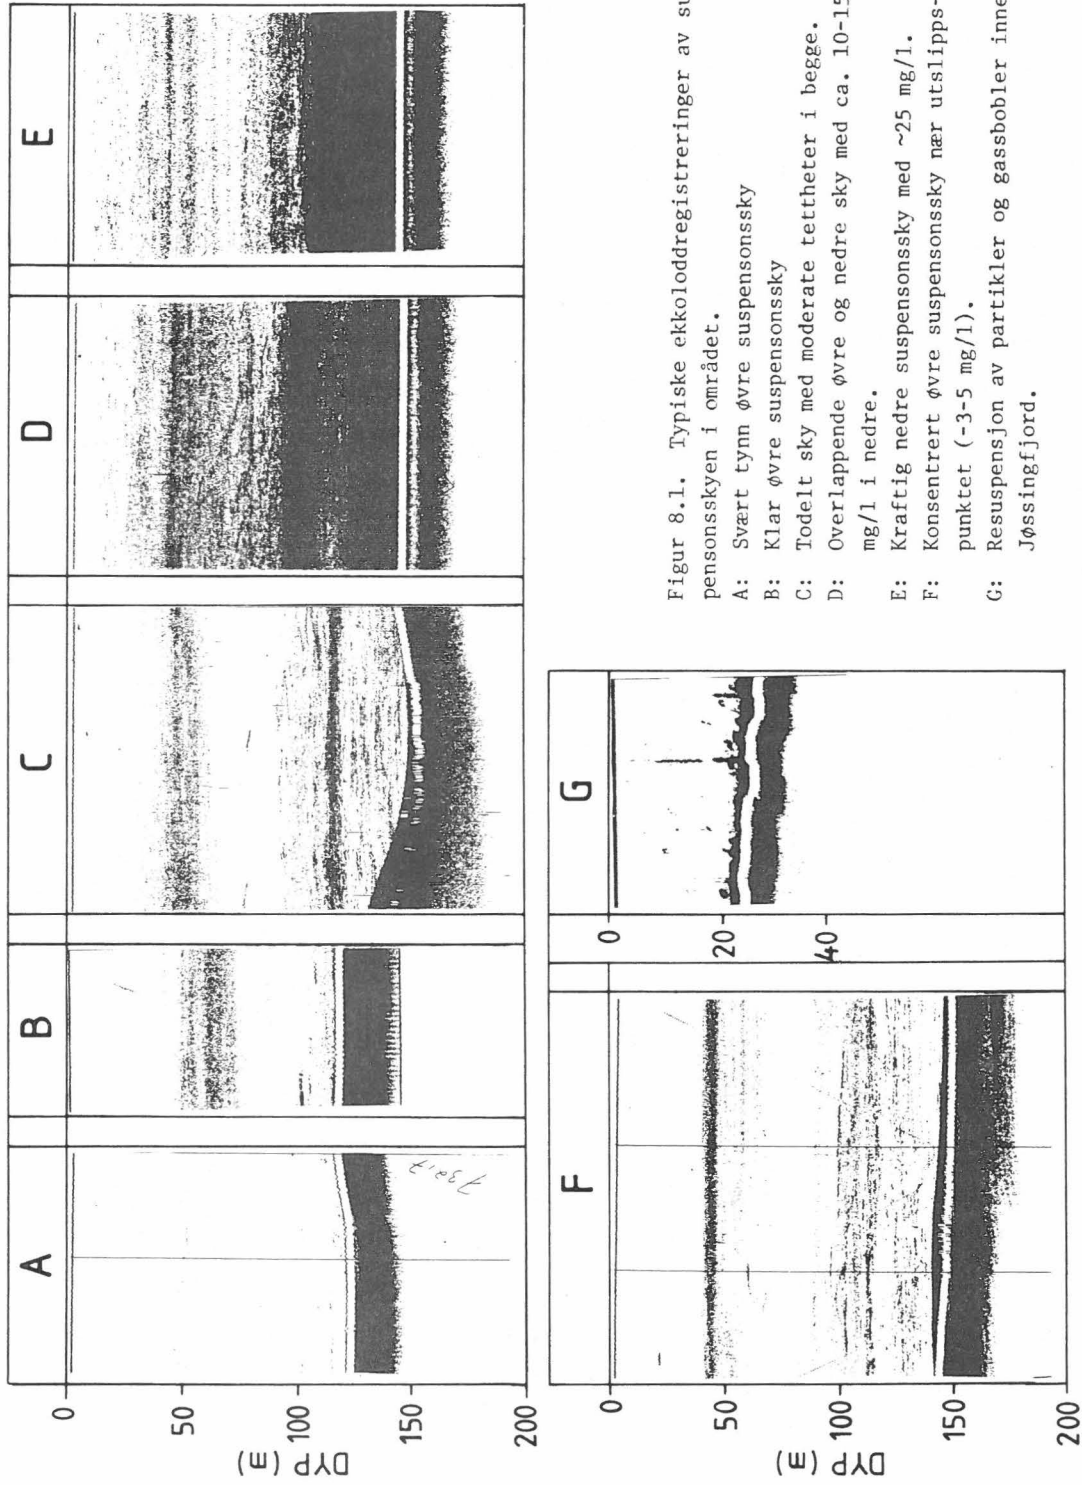 A
B
C
D
E
0
50
100
150
200
DYP (m)
7321,7
F
G
0
50
100
150
200
DYP (m)
0
20
40
Figur 8.1. Typiske ekkoloddregistreringer av su
pensonsskyen i området.
A: Svært tynn øvre suspensonssky
B: Klar øvre suspensonssky
C: Todelt sky med moderate tettheter i begge.
D: Overlappende øvre og nedre sky med ca. 10-15
mg/l i nedre.
E: Kraftig nedre suspensonssky med ~25 mg/l.
F: Konsentrert øvre suspensonssky nær utslipps-
punktet (-3-5 mg/l).
G: Resuspensjon av partikler og gassbobler inne
Jøssingfjord.